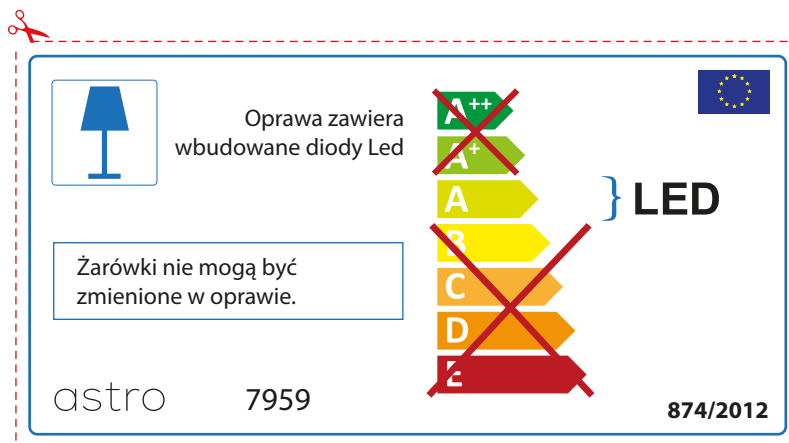 Oprawa zawiera
wbudowane diody Led
A++
A+
A
B
C
D
E
LED
Żarówki nie mogą być
zmienione w oprawie.
astro
7959
874/2012